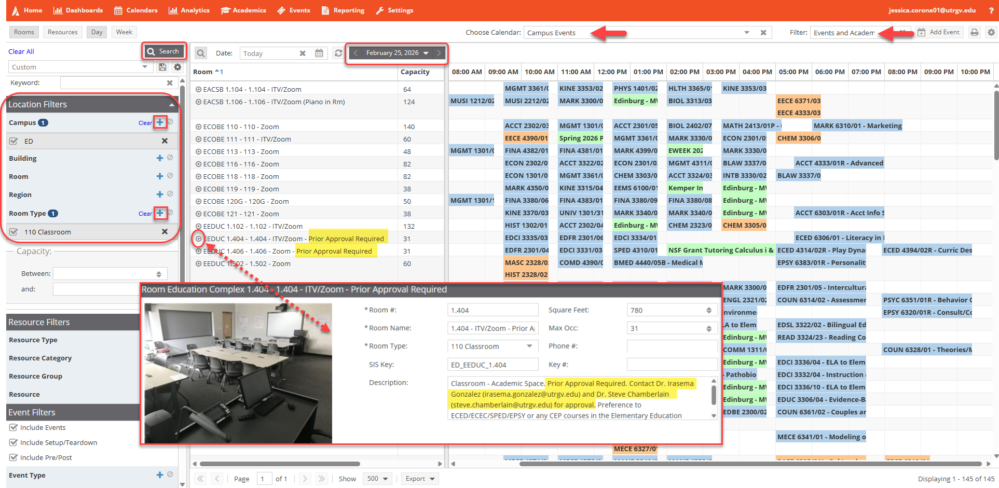 Home Dashboards Calendars Analytics Academics Events Reporting Settings jessica.corona01@utrgv.edu ?
Rooms Resources Day Week Choose Calendar: Campus Events Filter: Events and Academ Add Event
Clear All Search Date: Today February 25, 2026
Custom
Keyword:
Location Filters
Campus 1 Clear
ED
Building
Room
Region
Room Type 1 Clear
110 Classroom
Capacity:
Between:
and:
Resource Filters
Resource Type
Resource Category
Resource Group
Resource
Event Filters
Include Events
Include Setup/Teardown
Include Pre/Post
Event Type
Room 1 Capacity 08:00 AM 09:00 AM 10:00 AM 11:00 AM 12:00 PM 01:00 PM 02:00 PM 03:00 PM 04:00 PM 05:00 PM 06:00 PM 07:00 PM 08:00 PM 09:00 PM 10:00 PM
EACSB 1.104 - 1.104 - ITV/Zoom 64 MGMT 3361/0 KINE 3353/02 PHYS 1401/02 HLTH 3365/01 KINE 3353/03
EACSB 1.106 - 1.106 - ITV/Zoom (Piano in Rm) 124 MUSI 1212/02 MUSI 2212/02 MARK 3300/0 Edinburg - MW BIOL 3313/03 EECE 6371/03
EECE 4333/03
ECOBE 110 - 110 - Zoom 140 ACCT 2302/03 MGMT 1301/0 ACCT 2301/05 BIOL 2402/07 MATH 2413/01P - MARK 6310/01 - Marketing
ECOBE 111 - 111 - ITV/Zoom 60 EECE 4390/01 Spring 2026 P MGMT 3361/0 MARK 3330/0 ECON 2301/0 CHEM 3306/0
ECOBE 113 - 113 - Zoom 48 MGMT 1301/0 FINA 4382/01 FINA 4381/01 MARK 4399/0 EWEEK 202 MARK 3330/0
ECOBE 116 - 116 - Zoom 82 ECON 2302/0 ACCT 3322/02 ECON 2301/0 MGMT 4311/0 BLAW 3337/0 ACCT 4333/01R - Advanced
ECOBE 118 - 118 - Zoom 82 ECON 1301/0 MGMT 3361/0 CHEM 3303/0 ACCT 3324/03 INTB 3330/02 BLAW 3337/0
ECOBE 119 - 119 - Zoom 38 MARK 4350/0 KINE 3315/04 EEMS 6100/01 Kemper In Edinburg - MW
ECOBE 120G - 120G - Zoom 50 MGMT 1301/1 FINA 3380/06 FINA 4383/01 FINA 3380/09 FINA 3380/08 Edinburg - MW
ECOBE 121 - 121 - Zoom 38 KINE 3370/03 UNIV 1301/31 MARK 3340/0 MARK 3340/0 Edinburg - MW ACCT 6303/01R - Acct Info S
EEDUC 1.102 - 1.102 - ITV/Zoom 132 HIST 1302/01 ACCT 2302/04 Edinburg - MW CHEM 2323/0 CHEM 3305/0
EEDUC 1.404 - 1.404 - ITV/Zoom - Prior Approval Required 31 EDCI 3335/03 EDFR 2301/06 EDCI 3334/01 ECED 6306/01 - Literacy in
EEDUC 1.406 - 1.406 - Zoom - Prior Approval Required 31 EDFR 2301/04 EDCI 3331/03 SPED 4310/01 NSF Grant Tutoring Calculus i & ECED 4314/02R - Play Dyna ECED 4394/02R - Curric Des
EEDUC 1.502 - 1.502 - Zoom 60 MASC 2328/0 COMD 4390/0 BMED 4440/05B - Medical M EPSY 6383/01R - Personality
HIST 2328/02
Room Education Complex 1.404 - 1.404 - ITV/Zoom - Prior Approval Required
*Room #: 1.404 Square Feet: 780
*Room Name: 1.404 - ITV/Zoom - Prior A Max Occ: 31
*Room Type: 110 Classroom Phone #:
SIS Key: ED_EEDUC_1.404 Key #:
Description: Classroom - Academic Space. Prior Approval Required. Contact Dr. Irasema
Gonzalez (irasema.gonzalez@utrgv.edu) and Dr. Steve Chamberlain
(steve.chamberlain@utrgv.edu) for approval. Preference to
ECED/ECEC/SPED/EPSY or any CEP courses in the Elementary Education
MARK 3300/0 EDFR 2301/05 - Intercultura
ENGL 2321/02 COUN 6314/02 - Assessmen PSYC 6351/01R - Behavior C
nvironme EPSY 6320/01R - Consult/Co
LA to Elem EDSL 3322/02 - Bilingual Ed
Edinburg - MW READ 3324/23 - Reading Co
COMM 1311/0 COUN 6328/01 - Theories/M
Edinburg - MW EDCI 3336/04 - ELA to Elem
- Pathobio EDCI 3332/04 - Instruction
Edinburg - MW EDCI 3336/10 - ELA to Elem
Edinburg - MW EDUC 3306/04 - Evidence-B
EDBE 2300/02 COUN 6361/02 - Couples an
MECE 6341/01 - Modeling o
MECE 6327/01
Page 1 of 1 Show 500 Export Displaying 1 - 145 of 145